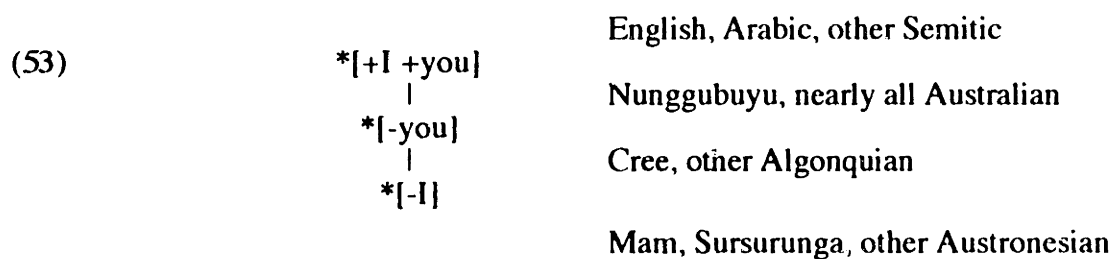 English, Arabic, other Semitic
(53) *[+I +you]
Nunggubuyu, nearly all Australian
*[-you]
Cree, other Algonquian
*[-I]
Mam, Sursurunga, other Austronesian